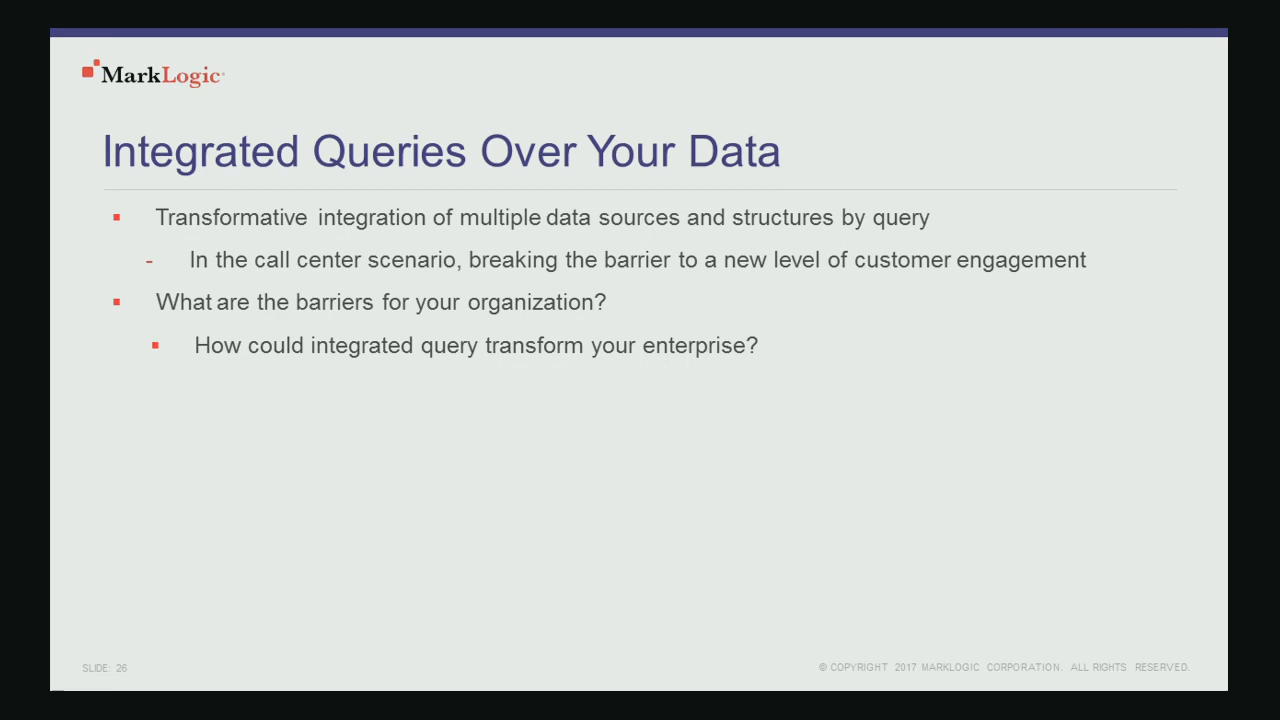 MarkLogic
Integrated Queries Over Your Data
▪ Transformative integration of multiple data sources and structures by query
- In the call center scenario, breaking the barrier to a new level of customer engagement
▪ What are the barriers for your organization?
▪ How could integrated query transform your enterprise?
SLIDE: 26
© COPYRIGHT 2017 MARKLOGIC CORPORATION. ALL RIGHTS RESERVED.